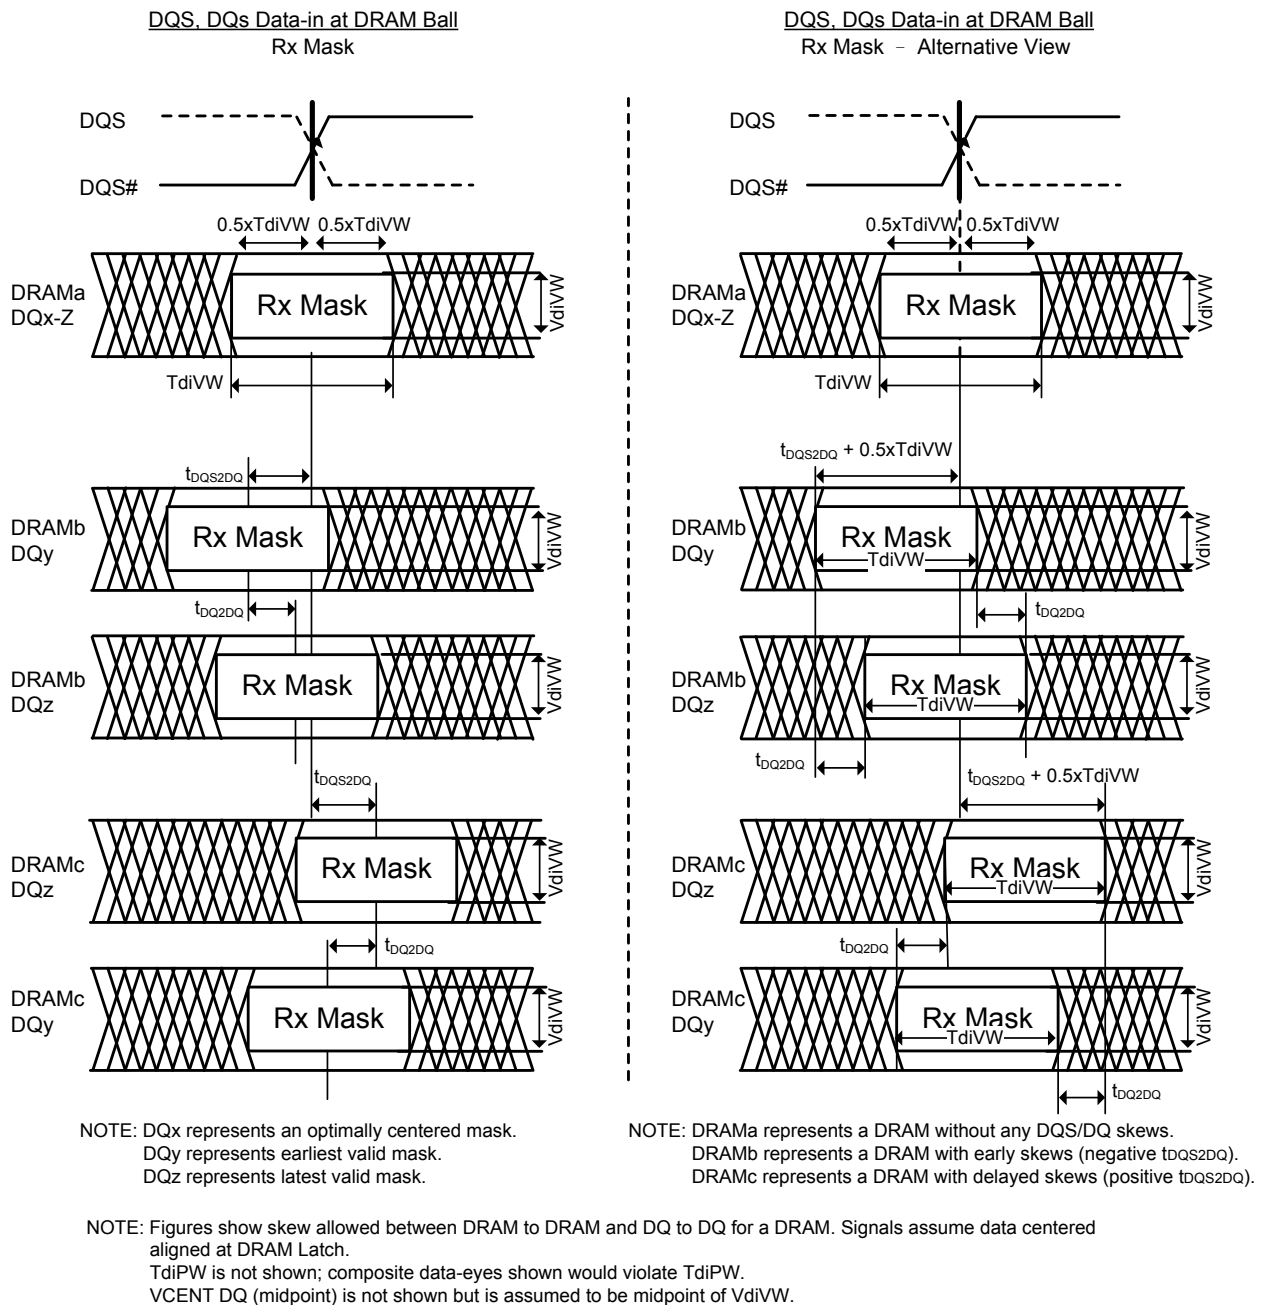 DQS, DQs Data-in at DRAM Ball
Rx Mask
DQS
DQS#
0.5xTdiVW 0.5xTdiVW
DRAMa
DQx-Z
Rx Mask
VdiVW
TdiVW
tDQS2DQ
DRAMb
DQy
Rx Mask
VdiVW
tDQ2DQ
DRAMb
DQz
Rx Mask
VdiVW
tDQS2DQ
DRAMc
DQz
Rx Mask
VdiVW
tDQ2DQ
DRAMc
DQy
Rx Mask
VdiVW
NOTE: DQx represents an optimally centered mask.
DQy represents earliest valid mask.
DQz represents latest valid mask.
DQS, DQs Data-in at DRAM Ball
Rx Mask – Alternative View
DQS
DQS#
0.5xTdiVW 0.5xTdiVW
DRAMa
DQx-Z
Rx Mask
VdiVW
TdiVW
tDQS2DQ + 0.5xTdiVW
DRAMb
DQy
Rx Mask
TdiVW
VdiVW
tDQ2DQ
DRAMb
DQz
Rx Mask
TdiVW
VdiVW
tDQ2DQ
tDQS2DQ + 0.5xTdiVW
DRAMc
DQz
Rx Mask
TdiVW
VdiVW
tDQ2DQ
DRAMc
DQy
Rx Mask
TdiVW
VdiVW
tDQ2DQ
NOTE: DRAMa represents a DRAM without any DQS/DQ skews.
DRAMb represents a DRAM with early skews (negative tDQS2DQ).
DRAMc represents a DRAM with delayed skews (positive tDQS2DQ).
NOTE: Figures show skew allowed between DRAM to DRAM and DQ to DQ for a DRAM. Signals assume data centered
aligned at DRAM Latch.
TdiPW is not shown; composite data-eyes shown would violate TdiPW.
VCENT DQ (midpoint) is not shown but is assumed to be midpoint of VdiVW.